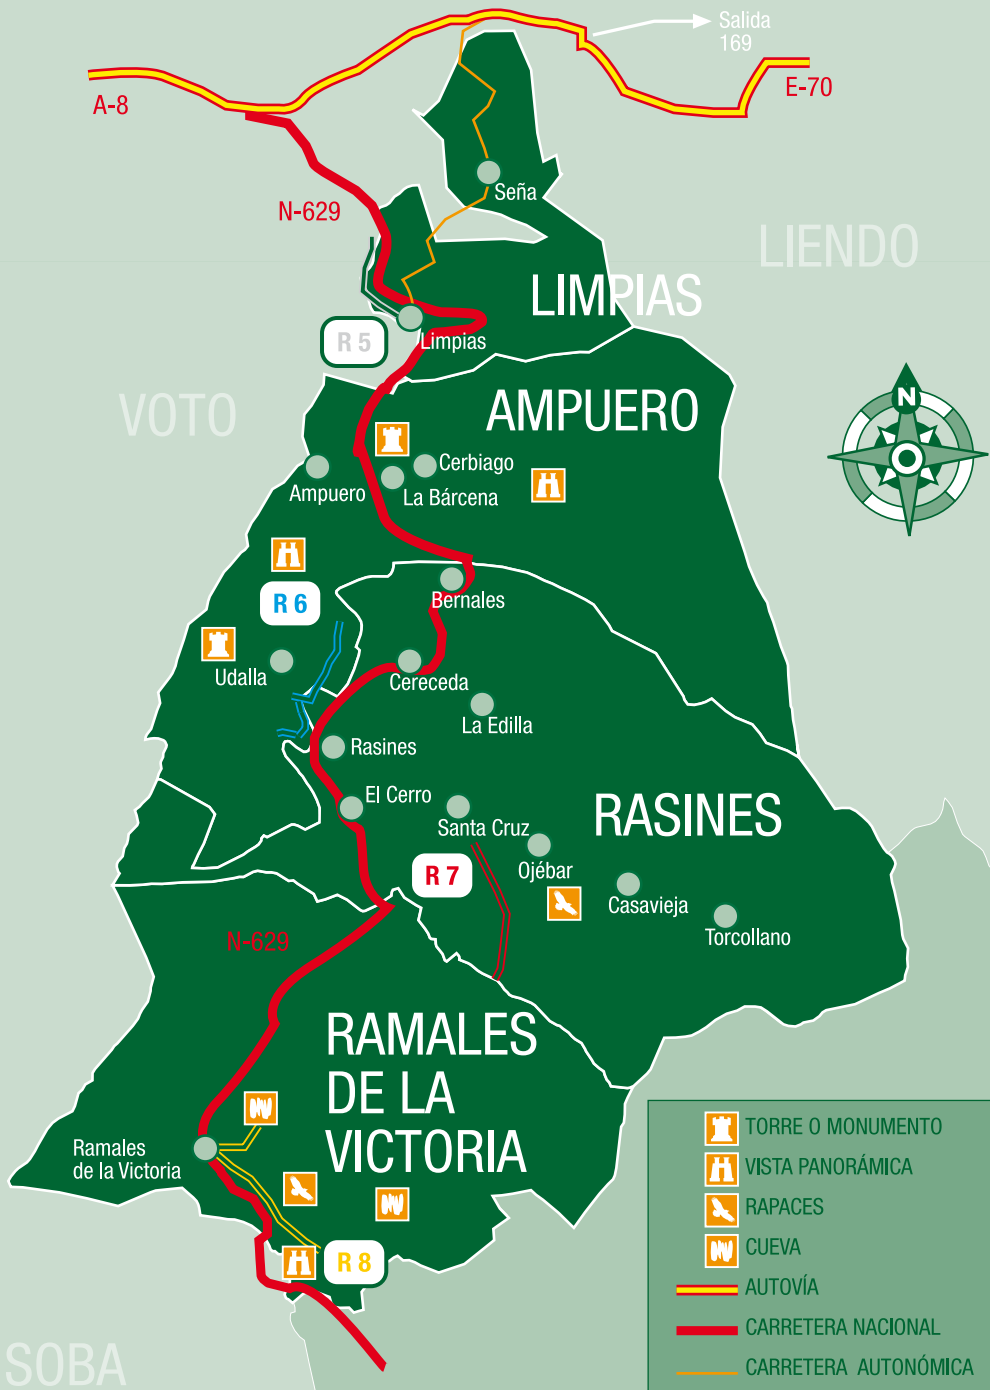 Salida
169
A-8
E-70
N-629
Seña
LIENDO
LIMPIAS
R 5
Limpias
VOTO
AMPUERO
N
Cerbiago
Ampuero
La Bárcena
R 6
Bernales
Udalla
Cereceda
La Edilla
Rasines
El Cerro
RASINES
Santa Cruz
Ojébar
R 7
Casavieja
Torcollano
N-629
RAMALES
DE LA
VICTORIA
Ramales
de la Victoria
R 8
SOBA
TORRE O MONUMENTO
VISTA PANORÁMICA
RAPACES
CUEVA
AUTOVÍA
CARRETERA NACIONAL
CARRETERA AUTONÓMICA